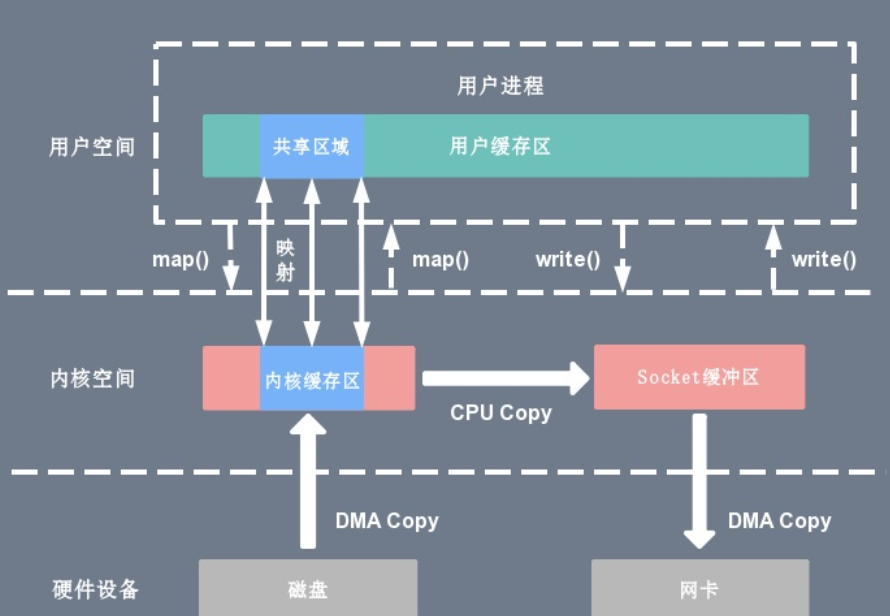 用户进程
用户空间
共享区域
用户缓存区
map()
映射
map()
write()
write()
内核空间
内核缓存区
Socket缓冲区
CPU Copy
DMA Copy
DMA Copy
硬件设备
磁盘
网卡